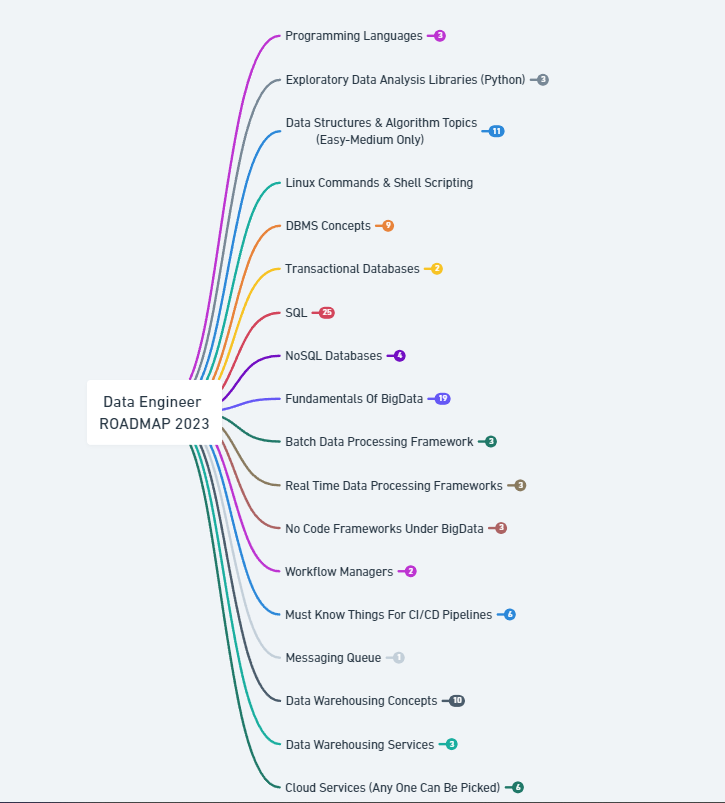 Programming Languages 3
Exploratory Data Analysis Libraries (Python) 3
Data Structures & Algorithm Topics
(Easy-Medium Only) 11
Linux Commands & Shell Scripting
DBMS Concepts 9
Transactional Databases 2
SQL 25
NoSQL Databases 4
Data Engineer
ROADMAP 2023
Fundamentals Of BigData 19
Batch Data Processing Framework 3
Real Time Data Processing Frameworks 3
No Code Frameworks Under BigData 3
Workflow Managers 2
Must Know Things For CI/CD Pipelines 6
Messaging Queue 1
Data Warehousing Concepts 10
Data Warehousing Services 3
Cloud Services (Any One Can Be Picked) 6